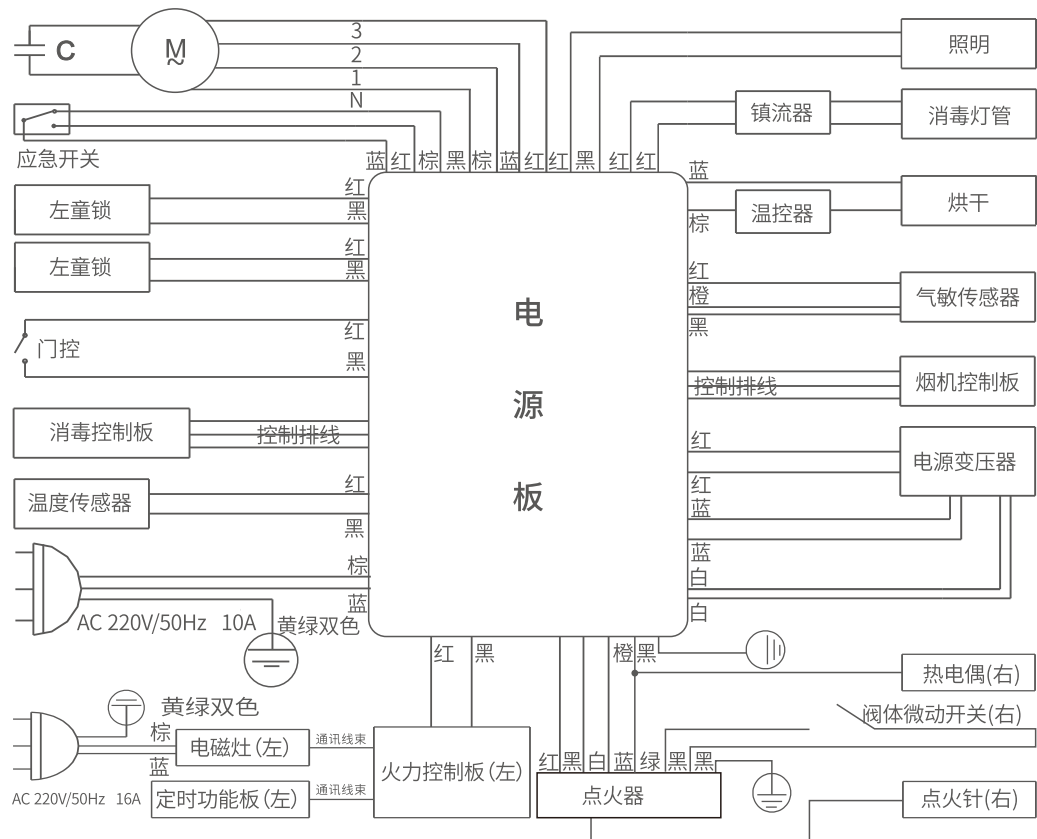 3
照明
C
M
~
2
1
N
镇流器
消毒灯管
应急开关
蓝 红 棕 黑 棕 蓝 红 红 黑 红 红
蓝
红
左童锁
黑
温控器
烘干
棕
红
左童锁
黑
红
橙
气敏传感器
电
红
黑
门控
黑
控制排线
烟机控制板
源
消毒控制板
控制排线
红
电源变压器
红
红
温度传感器
板
蓝
黑
蓝
棕
白
蓝
白
AC 220V/50Hz 10A
黄绿双色
红 黑
橙 黑
热电偶(右)
黄绿双色
阀体微动开关(右)
棕
电磁灶(左)
通讯线束
蓝
火力控制板(左)
红 黑 白 蓝 绿 黑 黑
AC 220V/50Hz 16A
定时功能板(左)
通讯线束
点火器
点火针(右)